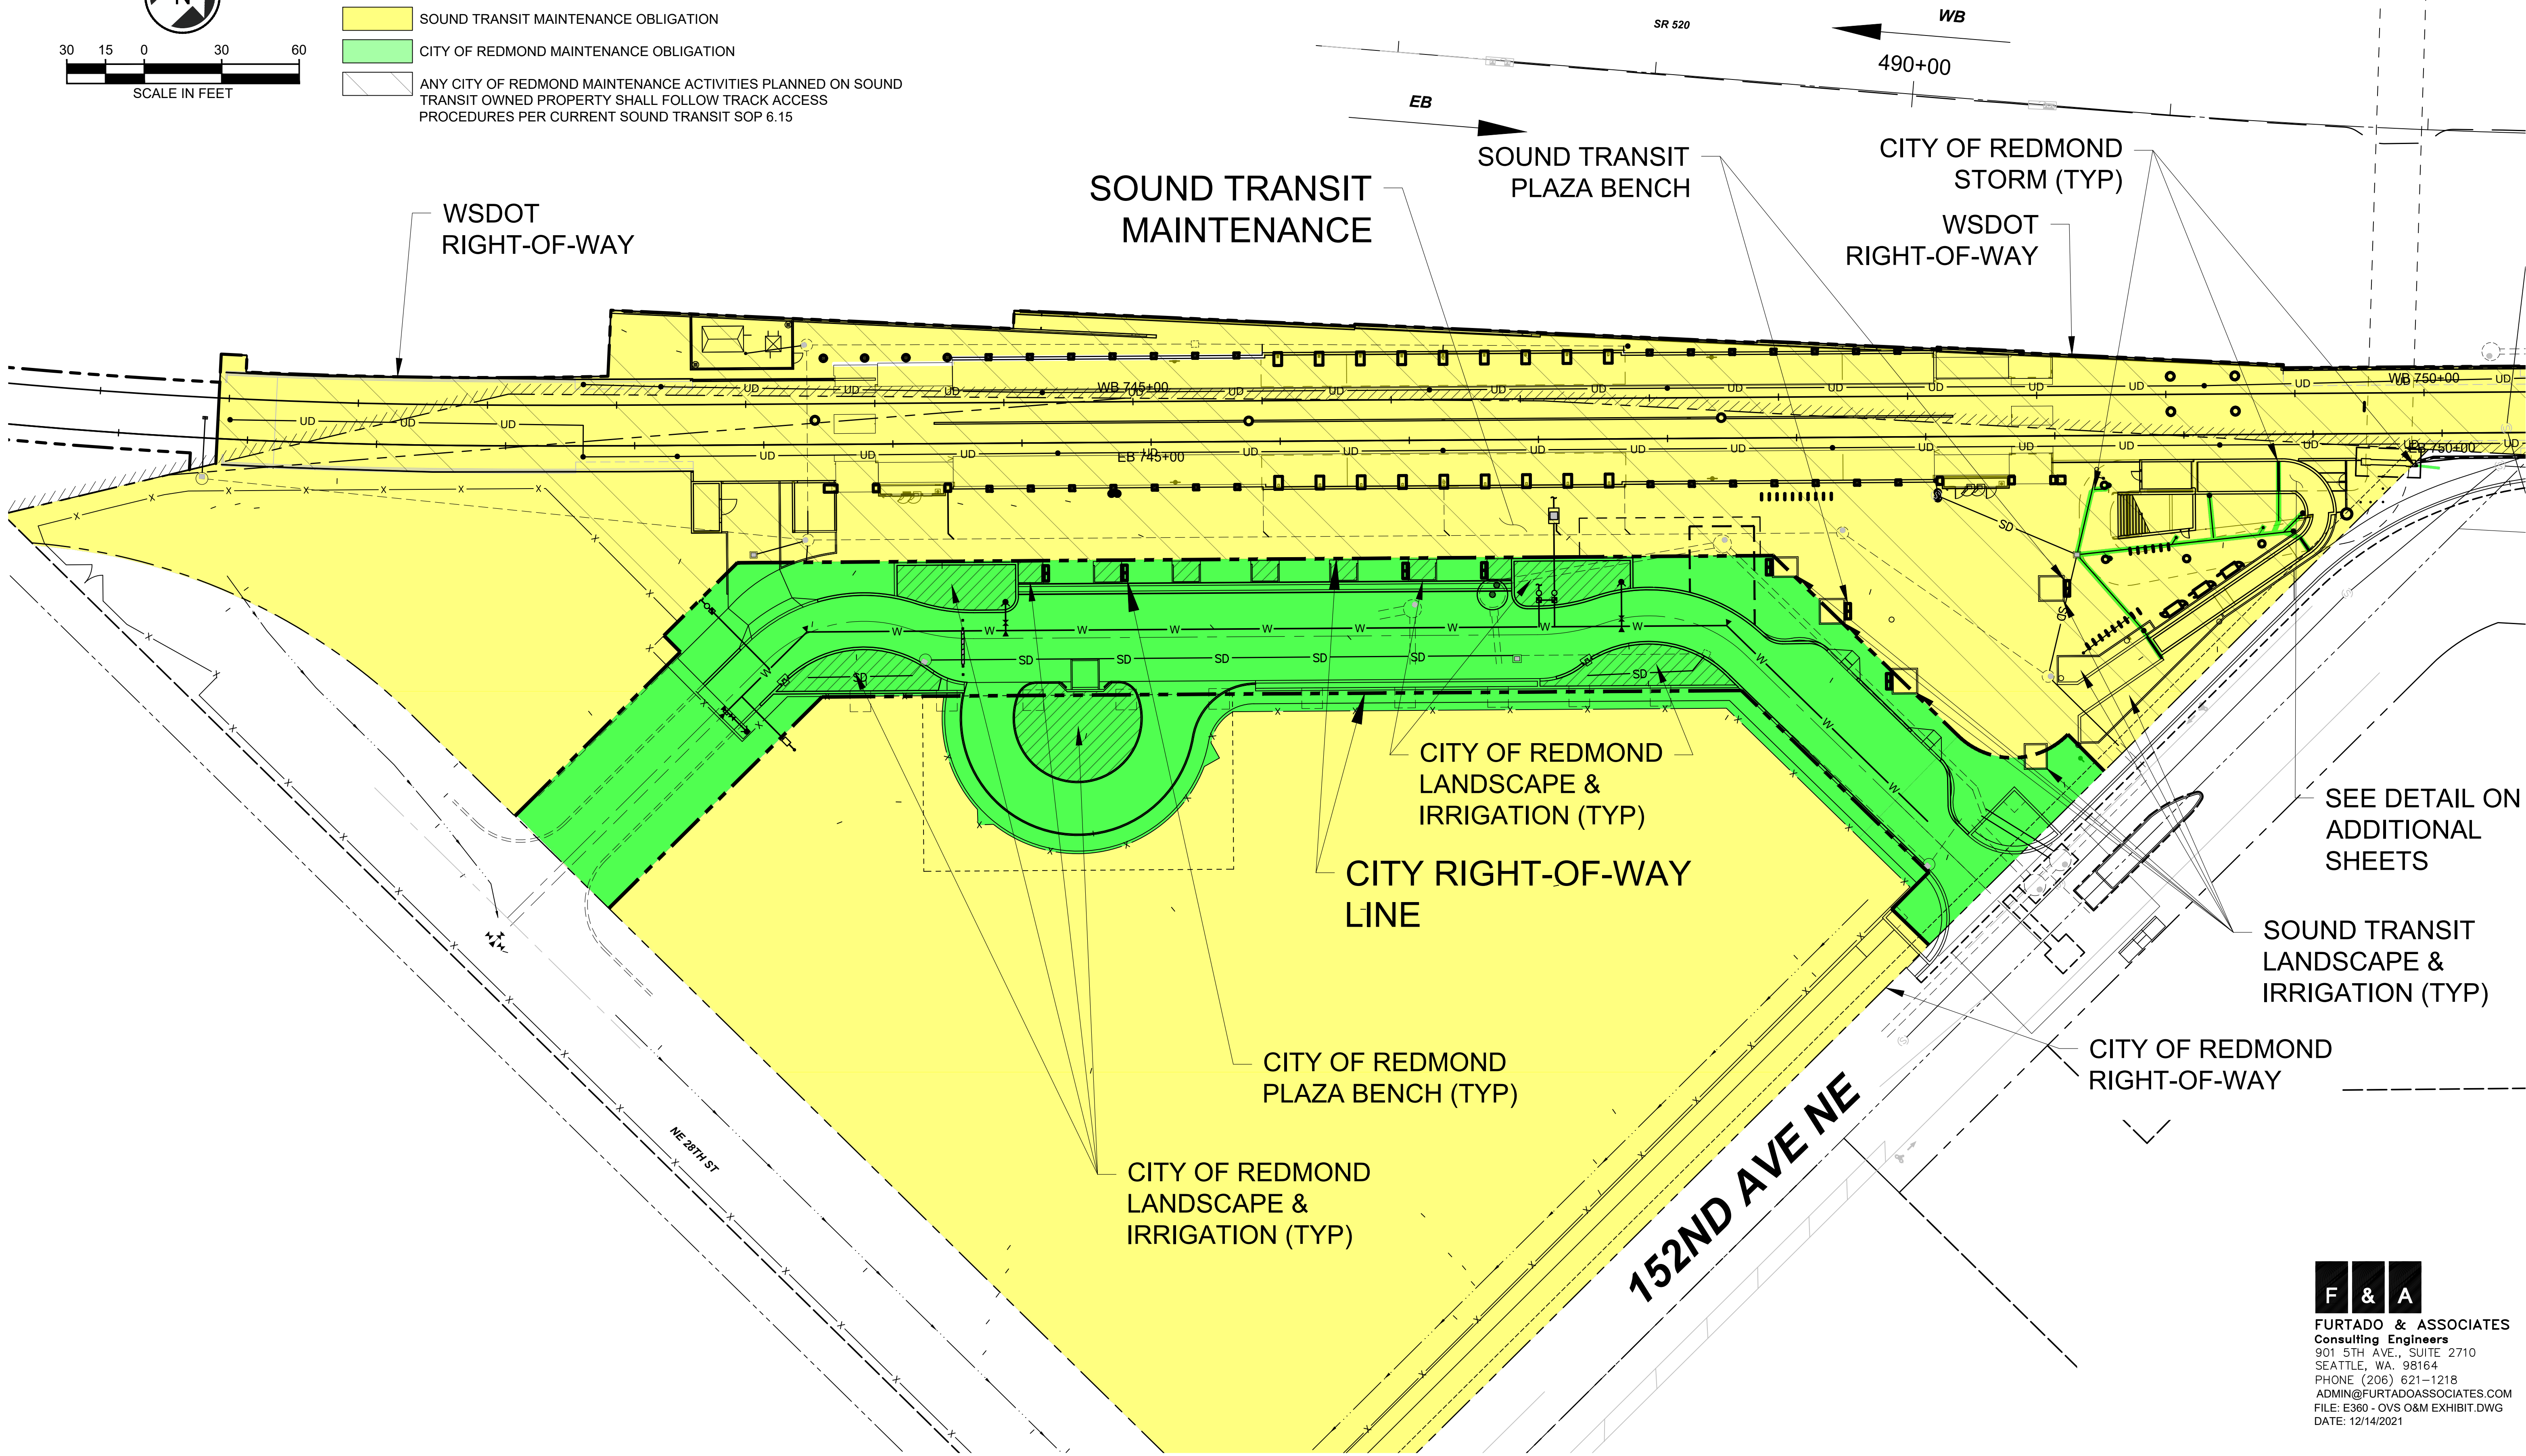 N
30 15 0 30 60
SCALE IN FEET
SOUND TRANSIT MAINTENANCE OBLIGATION
CITY OF REDMOND MAINTENANCE OBLIGATION
ANY CITY OF REDMOND MAINTENANCE ACTIVITIES PLANNED ON SOUND
TRANSIT OWNED PROPERTY SHALL FOLLOW TRACK ACCESS
PROCEDURES PER CURRENT SOUND TRANSIT SOP 6.15
SR 520
WB
490+00
EB
WSDOT
RIGHT-OF-WAY
SOUND TRANSIT
MAINTENANCE
SOUND TRANSIT
PLAZA BENCH
CITY OF REDMOND
STORM (TYP)
WSDOT
RIGHT-OF-WAY
WB 745+00
WB 750+00
EB 745+00
EB 750+00
CITY OF REDMOND
LANDSCAPE &
IRRIGATION (TYP)
CITY RIGHT-OF-WAY
LINE
SEE DETAIL ON
ADDITIONAL
SHEETS
SOUND TRANSIT
LANDSCAPE &
IRRIGATION (TYP)
CITY OF REDMOND
RIGHT-OF-WAY
CITY OF REDMOND
PLAZA BENCH (TYP)
CITY OF REDMOND
LANDSCAPE &
IRRIGATION (TYP)
NE 28TH ST
152ND AVE NE
F & A
FURTADO & ASSOCIATES
Consulting Engineers
901 5TH AVE., SUITE 2710
SEATTLE, WA. 98164
PHONE (206) 621-1218
ADMIN@FURTADOASSOCIATES.COM
FILE: E360 - OVS O&M EXHIBIT.DWG
DATE: 12/14/2021